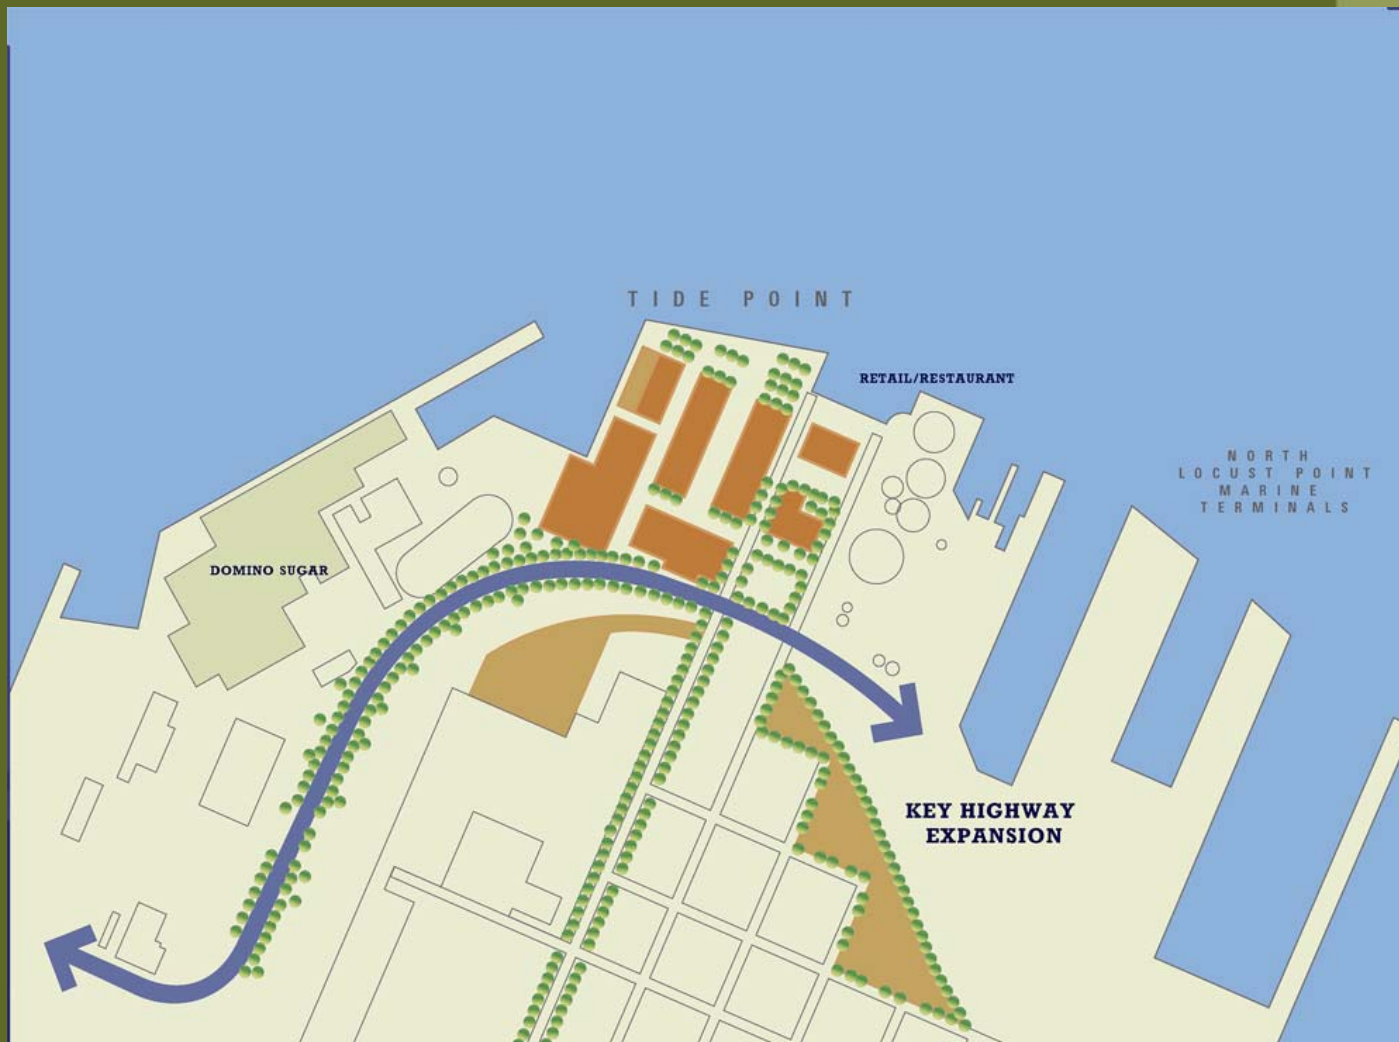 TIDE POINT
RETAIL/RESTAURANT
NORTH
LOCUST POINT
MARINE
TERMINALS
DOMINO SUGAR
KEY HIGHWAY
EXPANSION